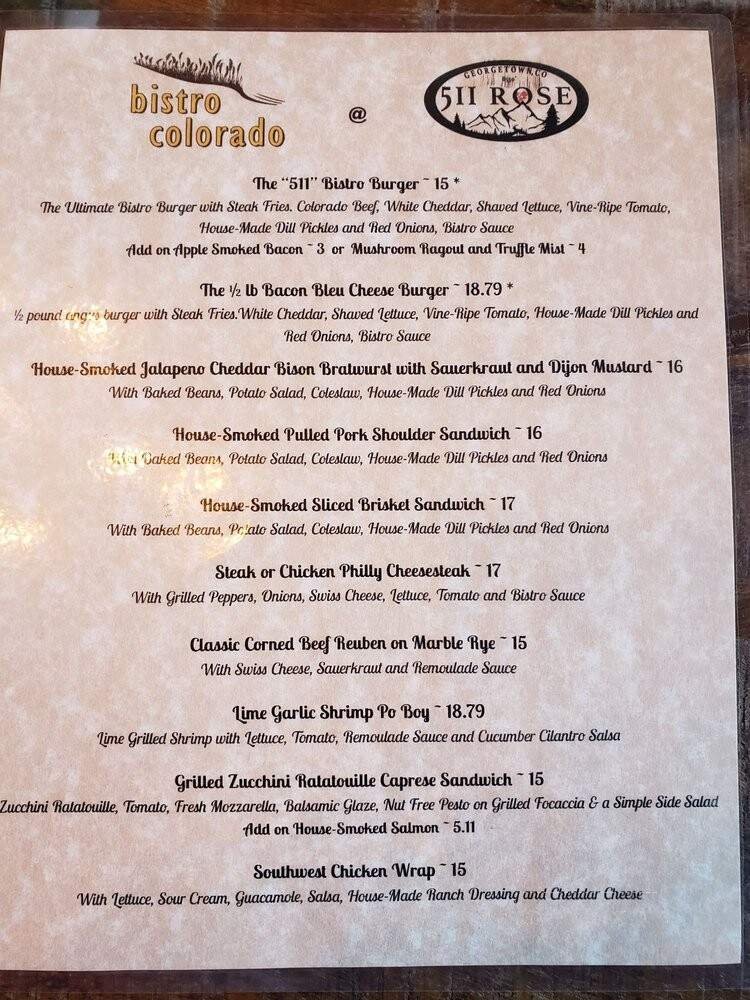 bistro
colorado
@
GEORGETOWN, CO
511 ROSE
The "511" Bistro Burger ~ 15 *
The Ultimate Bistro Burger with Steak Fries. Colorado Beef, White Cheddar, Shaved Lettuce, Vine-Ripe Tomato,
House-Made Dill Pickles and Red Onions, Bistro Sauce
Add on Apple Smoked Bacon ~ 3 or Mushroom Ragout and Truffle Mist ~ 4
The ½ lb Bacon Bleu Cheese Burger ~ 18.79 *
½ pound angus burger with Steak Fries.White Cheddar, Shaved Lettuce, Vine-Ripe Tomato, House-Made Dill Pickles and
Red Onions, Bistro Sauce
House-Smoked Jalapeno Cheddar Bison Bratwurst with Sauerkraut and Dijon Mustard ~ 16
With Baked Beans, Potato Salad, Coleslaw, House-Made Dill Pickles and Red Onions
House-Smoked Pulled Pork Shoulder Sandwich ~ 16
Baked Beans, Potato Salad, Coleslaw, House-Made Dill Pickles and Red Onions
House-Smoked Sliced Brisket Sandwich ~ 17
With Baked Beans, Potato Salad, Coleslaw, House-Made Dill Pickles and Red Onions
Steak or Chicken Philly Cheesesteak ~ 17
With Grilled Peppers, Onions, Swiss Cheese, Lettuce, Tomato and Bistro Sauce
Classic Corned Beef Reuben on Marble Rye ~ 15
With Swiss Cheese, Sauerkraut and Remoulade Sauce
Lime Garlic Shrimp Po Boy ~ 18.79
Lime Grilled Shrimp with Lettuce, Tomato, Remoulade Sauce and Cucumber Cilantro Salsa
Grilled Zucchini Ratatouille Caprese Sandwich ~ 15
Zucchini Ratatouille, Tomato, Fresh Mozzarella, Balsamic Glaze, Nut Free Pesto on Grilled Focaccia & a Simple Side Salad
Add on House-Smoked Salmon ~ 5.11
Southwest Chicken Wrap ~ 15
With Lettuce, Sour Cream, Guacamole, Salsa, House-Made Ranch Dressing and Cheddar Cheese